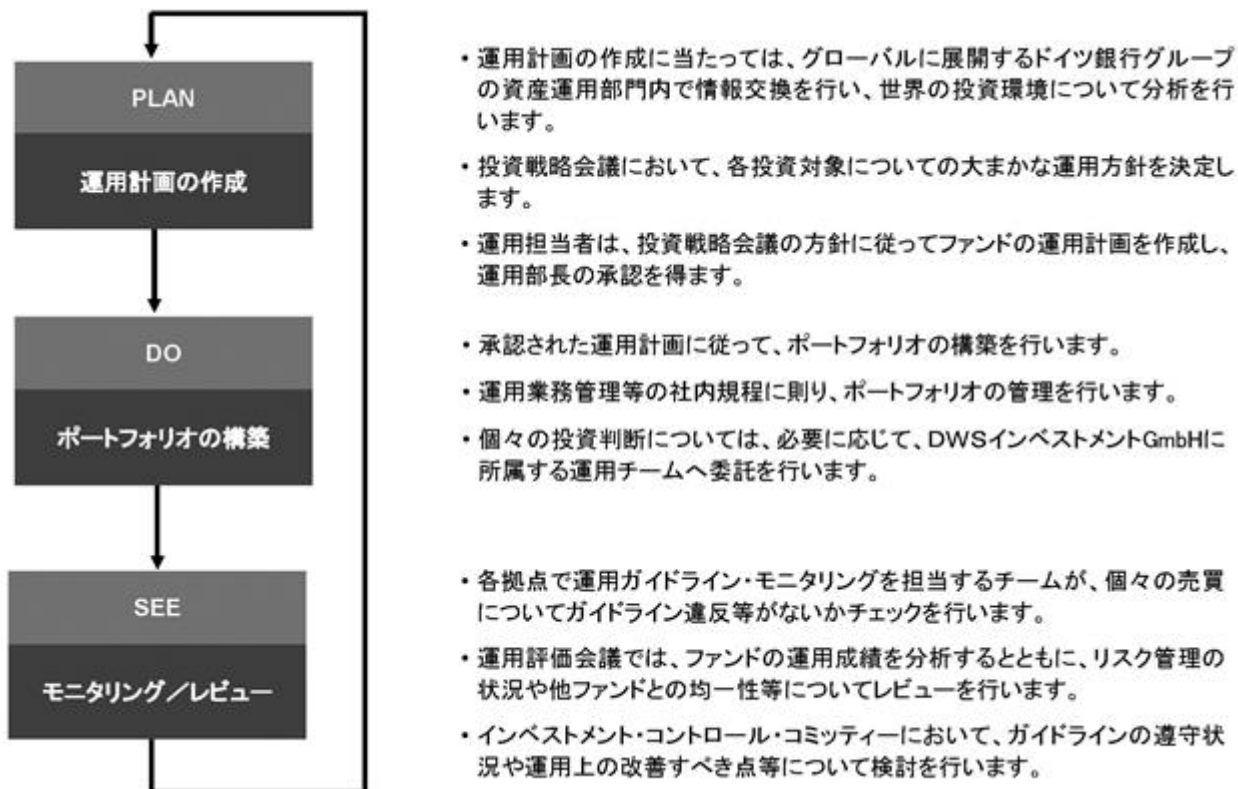 PLAN
運用計画の作成
・運用計画の作成に当たっては、グローバルに展開するドイツ銀行グループ
の資産運用部門内で情報交換を行い、世界の投資環境について分析を行
います。
・投資戦略会議において、各投資対象についての大まかな運用方針を決定し
ます。
・運用担当者は、投資戦略会議の方針に従ってファンドの運用計画を作成し、
運用部長の承認を得ます。
DO
ポートフォリオの構築
・承認された運用計画に従って、ポートフォリオの構築を行います。
・運用業務管理等の社内規程に則り、ポートフォリオの管理を行います。
・個々の投資判断については、必要に応じて、DWSインベストメントGmbHに
所属する運用チームへ委託を行います。
SEE
モニタリング／レビュー
・各拠点で運用ガイドライン・モニタリングを担当するチームが、個々の売買
についてガイドライン違反等がないかチェックを行います。
・運用評価会議では、ファンドの運用成績を分析するとともに、リスク管理の
状況や他ファンドとの均一性等についてレビューを行います。
・インベストメント・コントロール・コミッティーにおいて、ガイドラインの遵守状
況や運用上の改善すべき点等について検討を行います。